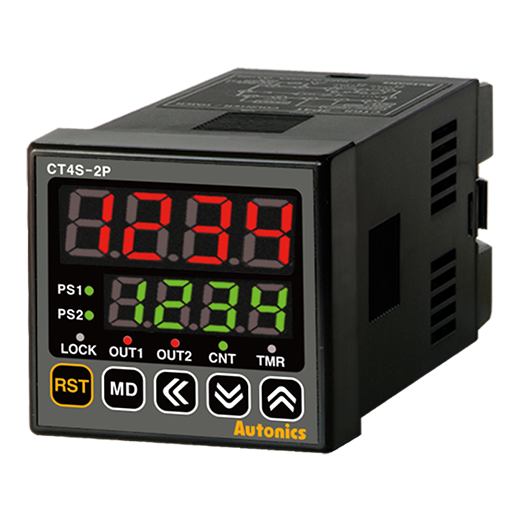 CT4S-2P
1234
PS1
1234
PS2
LOCK OUT1 OUT2 CNT TMR
RST MD
Autonics